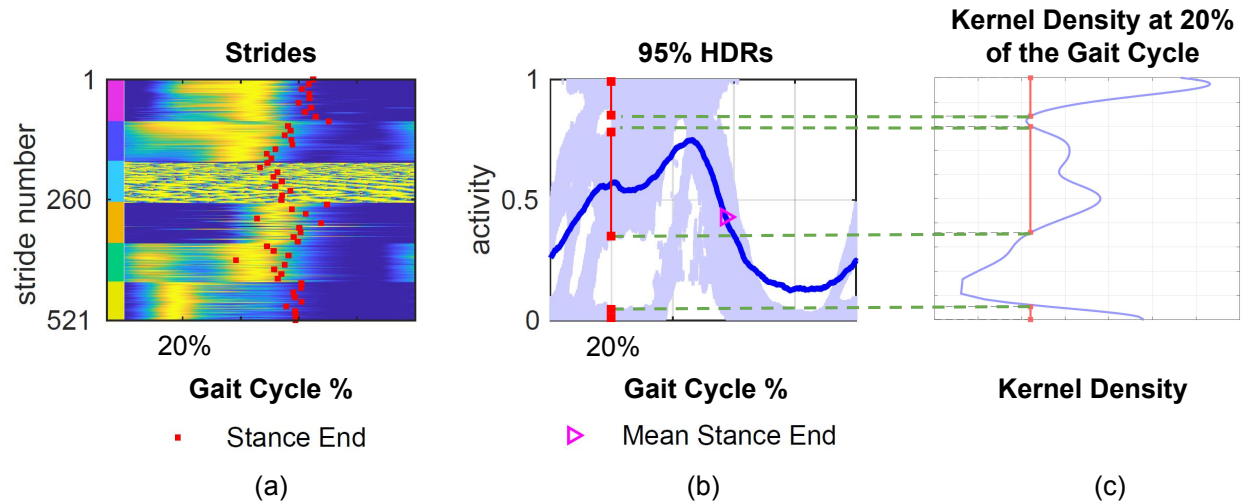 Strides
1
260
521
stride number
20%
Gait Cycle %
Stance End
(a)
95% HDRs
1
0.5
0
activity
20%
Gait Cycle %
Mean Stance End
(b)
Kernel Density at 20%
of the Gait Cycle
Kernel Density
(c)